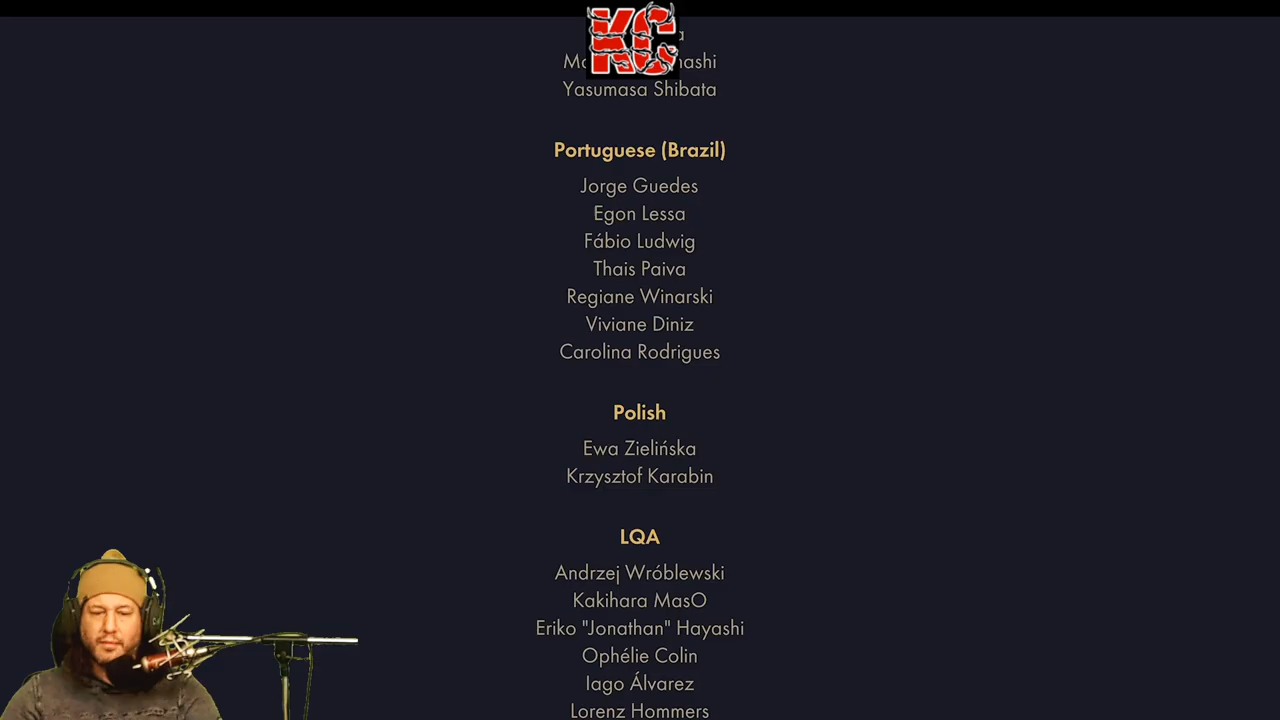 KC
Yasumasa Shibata
Portuguese (Brazil)
Jorge Guedes
Egon Lessa
Fábio Ludwig
Thais Paiva
Regiane Winarski
Viviane Diniz
Carolina Rodrigues
Polish
Ewa Zielińska
Krzysztof Karabin
LQA
Andrzej Wróblewski
Kakihara MasO
Eriko "Jonathan" Hayashi
Ophélie Colin
Iago Álvarez
Lorenz Hommers